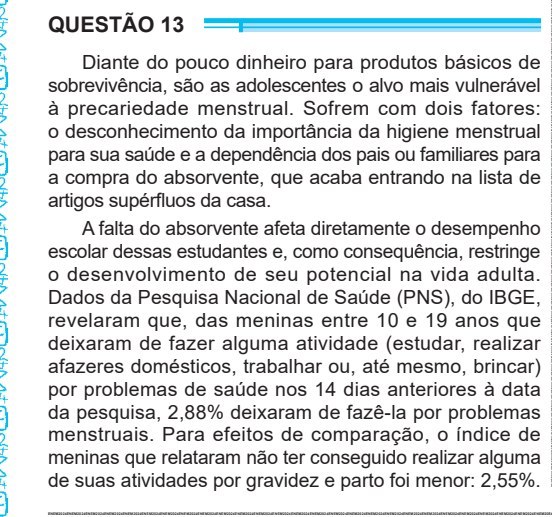 QUESTÃO 13
Diante do pouco dinheiro para produtos básicos de
sobrevivência, são as adolescentes o alvo mais vulnerável
à precariedade menstrual. Sofrem com dois fatores:
o desconhecimento da importância da higiene menstrual
para sua saúde e a dependência dos pais ou familiares para
a compra do absorvente, que acaba entrando na lista de
artigos supérfluos da casa.
A falta do absorvente afeta diretamente o desempenho
escolar dessas estudantes e, como consequência, restringe
o desenvolvimento de seu potencial na vida adulta.
Dados da Pesquisa Nacional de Saúde (PNS), do IBGE,
revelaram que, das meninas entre 10 e 19 anos que
deixaram de fazer alguma atividade (estudar, realizar
afazeres domésticos, trabalhar ou, até mesmo, brincar)
por problemas de saúde nos 14 dias anteriores à data
da pesquisa, 2,88% deixaram de fazê-la por problemas
menstruais. Para efeitos de comparação, o índice de
meninas que relataram não ter conseguido realizar alguma
de suas atividades por gravidez e parto foi menor: 2,55%.